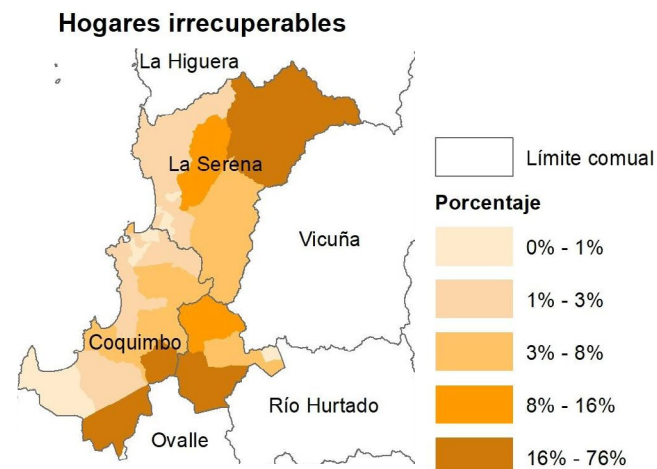 Hogares irrecuperables
La Higuera
La Serena
Vicuña
Coquimbo
Río Hurtado
Ovalle
Límite comual
Porcentaje
0% - 1%
1% - 3%
3% - 8%
8% - 16%
16% - 76%